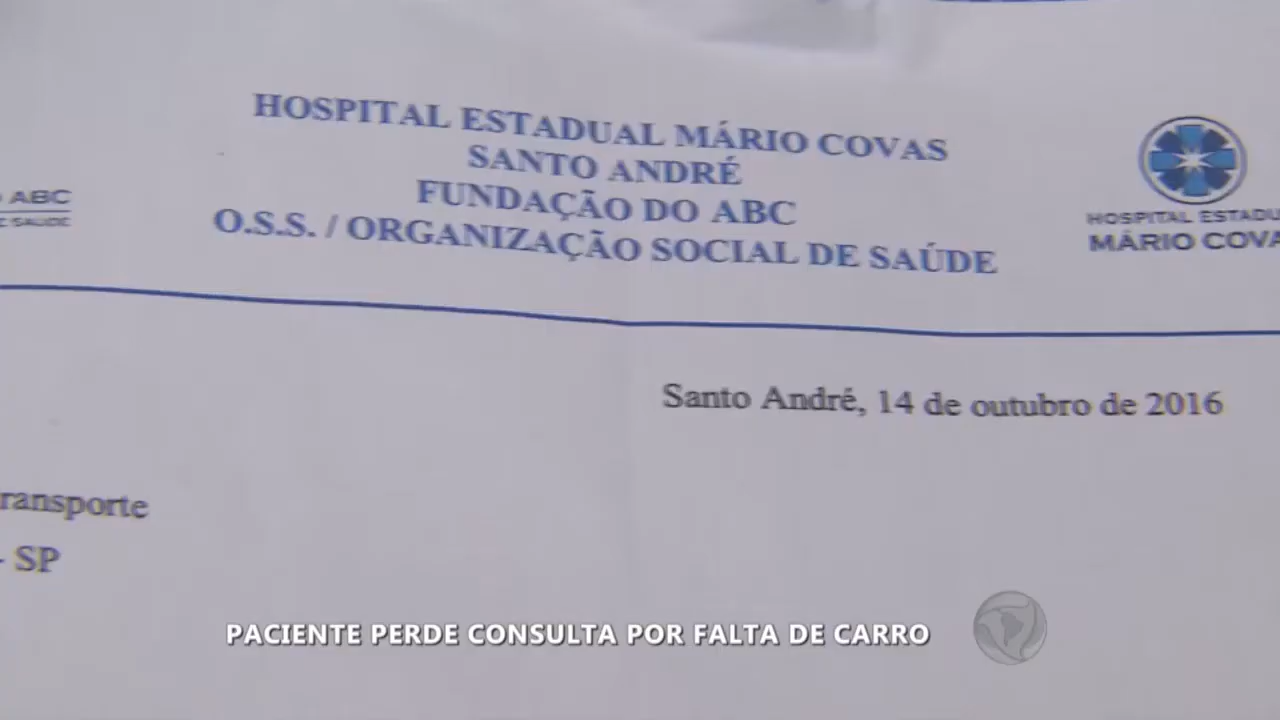 HOSPITAL ESTADUAL MÁRIO COVAS
SANTO ANDRÉ
FUNDAÇÃO DO ABC
O.S.S. / ORGANIZAÇÃO SOCIAL DE SAÚDE
ABC
SAÚDE
HOSPITAL ESTADU
MÁRIO COVA
Santo André, 14 de outubro de 2016
ransporte
- SP
PACIENTE PERDE CONSULTA POR FALTA DE CARRO